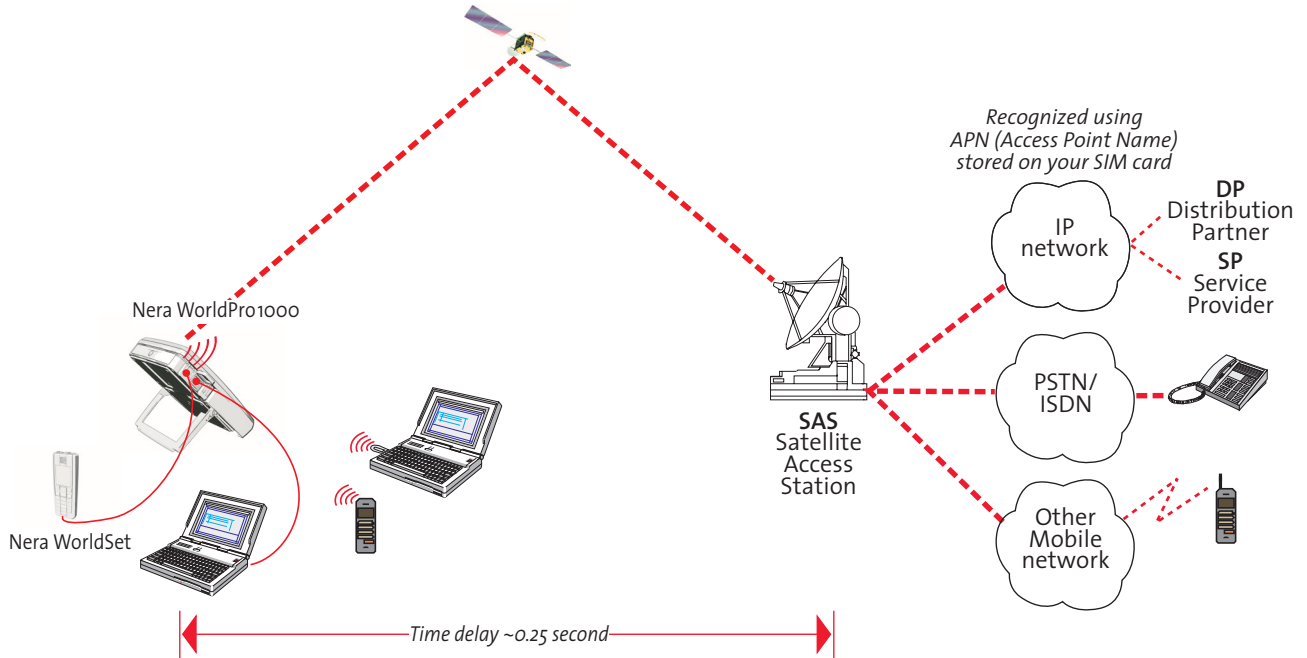 Recognized using
APN (Access Point Name)
stored on your SIM card
DP
Distribution
Partner
IP
network
SP
Service
Provider
Nera WorldPro1000
PSTN/
ISDN
SAS
Satellite
Access
Station
Other
Mobile
network
Nera WorldSet
Time delay ~0.25 second